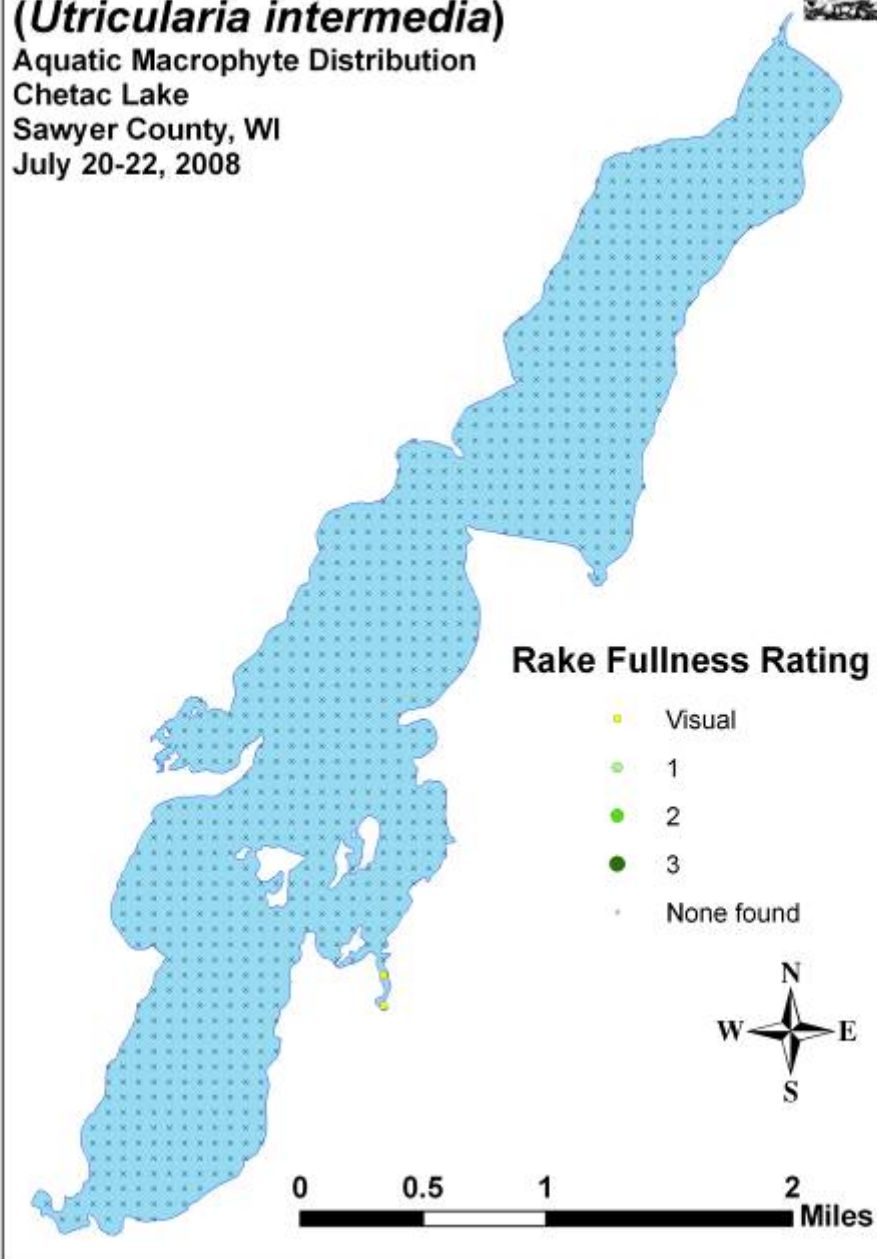 (Utricularia intermedia)
Aquatic Macrophyte Distribution
Chetac Lake
Sawyer County, WI
July 20-22, 2008
Rake Fullness Rating
Visual
1
2
3
None found
N
W E
S
0 0.5 1 2
Miles